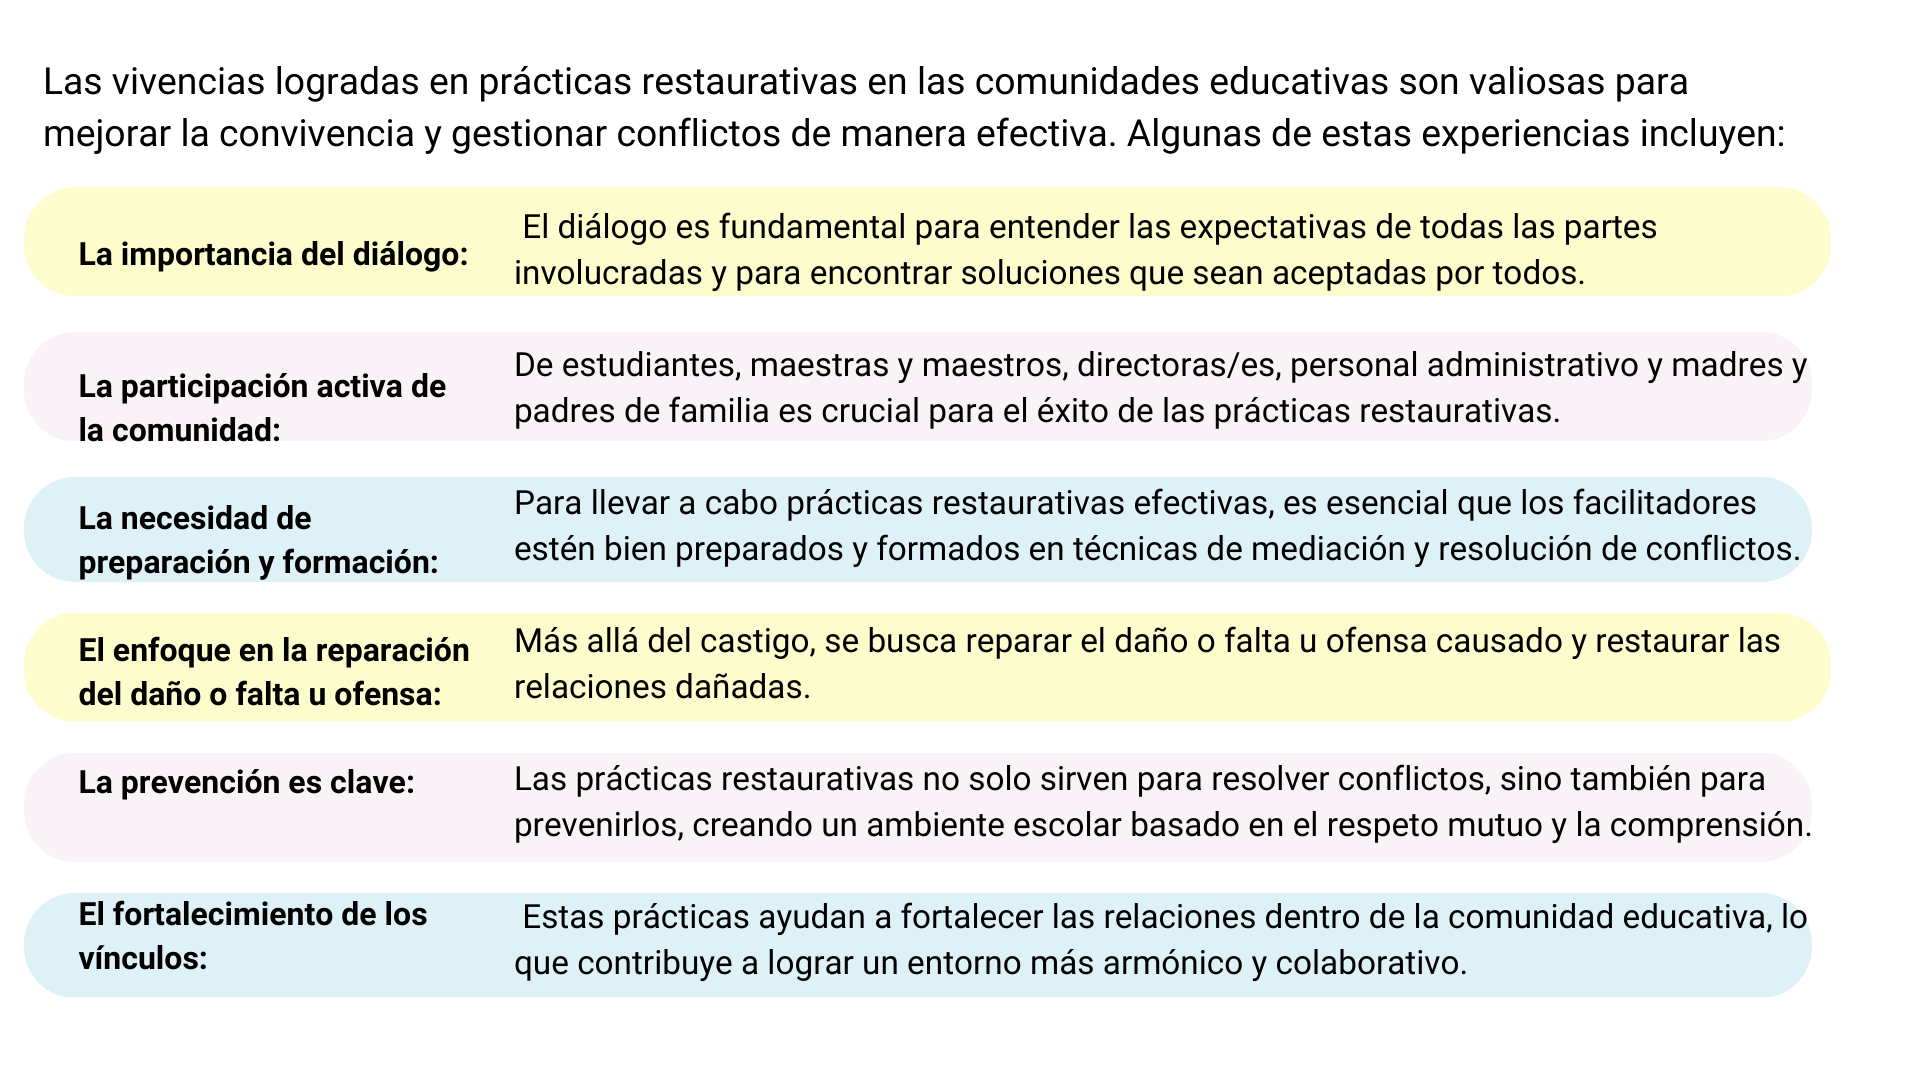 Las vivencias logradas en prácticas restaurativas en las comunidades educativas son valiosas para
mejorar la convivencia y gestionar conflictos de manera efectiva. Algunas de estas experiencias incluyen:
La importancia del diálogo:
El diálogo es fundamental para entender las expectativas de todas las partes
involucradas y para encontrar soluciones que sean aceptadas por todos.
La participación activa de
la comunidad:
De estudiantes, maestras y maestros, directoras/es, personal administrativo y madres y
padres de familia es crucial para el éxito de las prácticas restaurativas.
La necesidad de
preparación y formación:
Para llevar a cabo prácticas restaurativas efectivas, es esencial que los facilitadores
estén bien preparados y formados en técnicas de mediación y resolución de conflictos.
El enfoque en la reparación
del daño o falta u ofensa:
Más allá del castigo, se busca reparar el daño o falta u ofensa causado y restaurar las
relaciones dañadas.
La prevención es clave:
Las prácticas restaurativas no solo sirven para resolver conflictos, sino también para
prevenirlos, creando un ambiente escolar basado en el respeto mutuo y la comprensión.
El fortalecimiento de los
vínculos:
Estas prácticas ayudan a fortalecer las relaciones dentro de la comunidad educativa, lo
que contribuye a lograr un entorno más armónico y colaborativo.